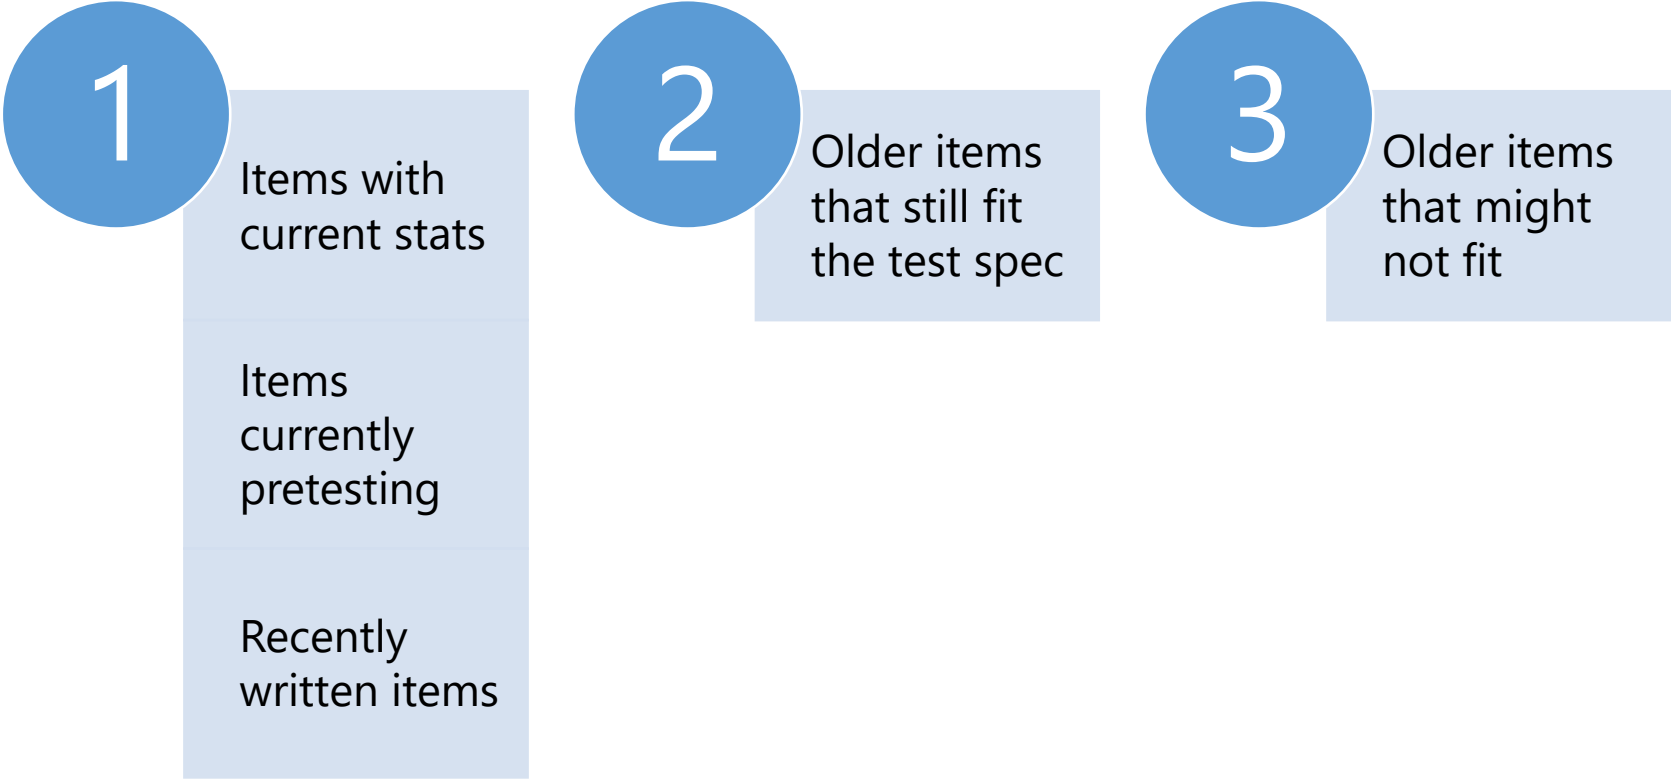 1
Items with
current stats
Items
currently
pretesting
Recently
written items
2
Older items
that still fit
the test spec
3
Older items
that might
not fit